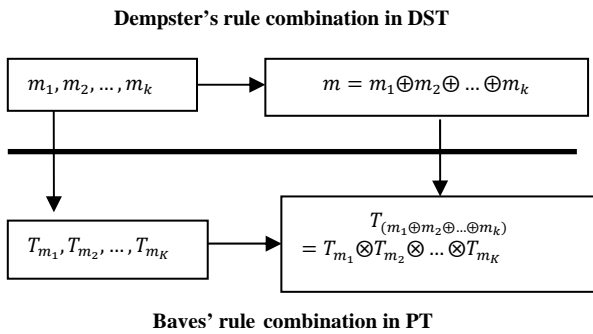 Dempster's rule combination in DST
m₁, m₂, … , mₖ
m = m₁⊕m₂⊕ … ⊕mₖ
T_{m₁}, T_{m₂}, … , T_{m_K}
T_{(m₁⊕m₂⊕…⊕mₖ)}
= T_{m₁}⊗T_{m₂}⊗ … ⊗T_{m_K}
Bayes' rule combination in PT